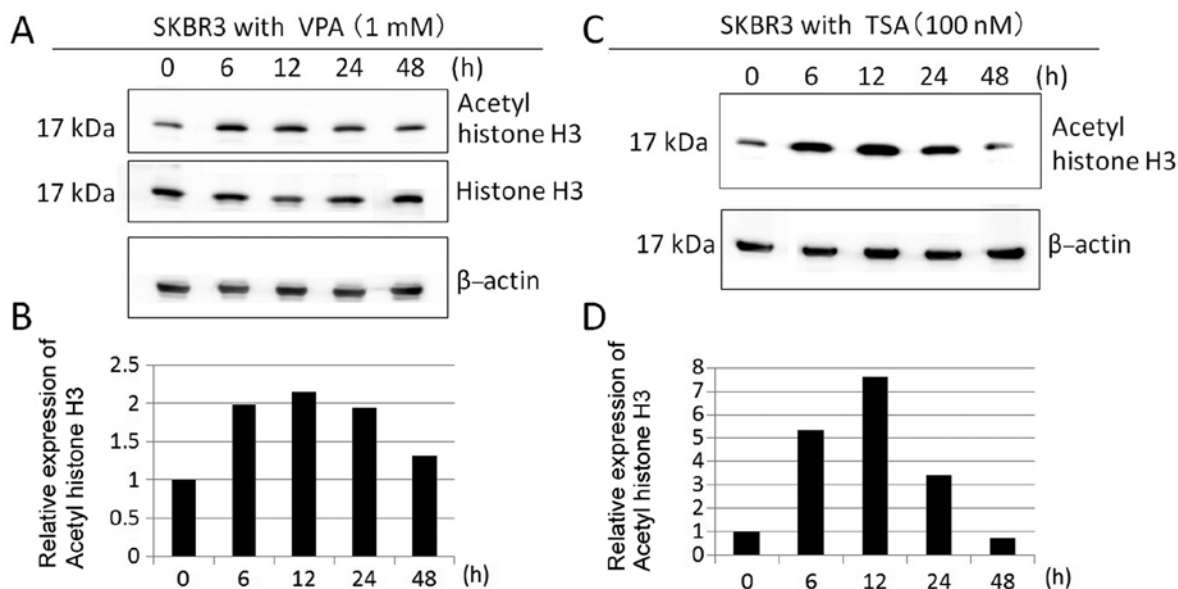 A
SKBR3 with VPA (1 mM)
0 6 12 24 48 (h)
17 kDa
Acetyl
histone H3
17 kDa
Histone H3
β–actin
B
Relative expression of
Acetyl histone H3
2.5
2
1.5
1
0.5
0
0 6 12 24 48 (h)
C
SKBR3 with TSA (100 nM)
0 6 12 24 48 (h)
17 kDa
Acetyl
histone H3
17 kDa
β–actin
D
Relative expression of
Acetyl histone H3
8
7
6
5
4
3
2
1
0
0 6 12 24 48 (h)